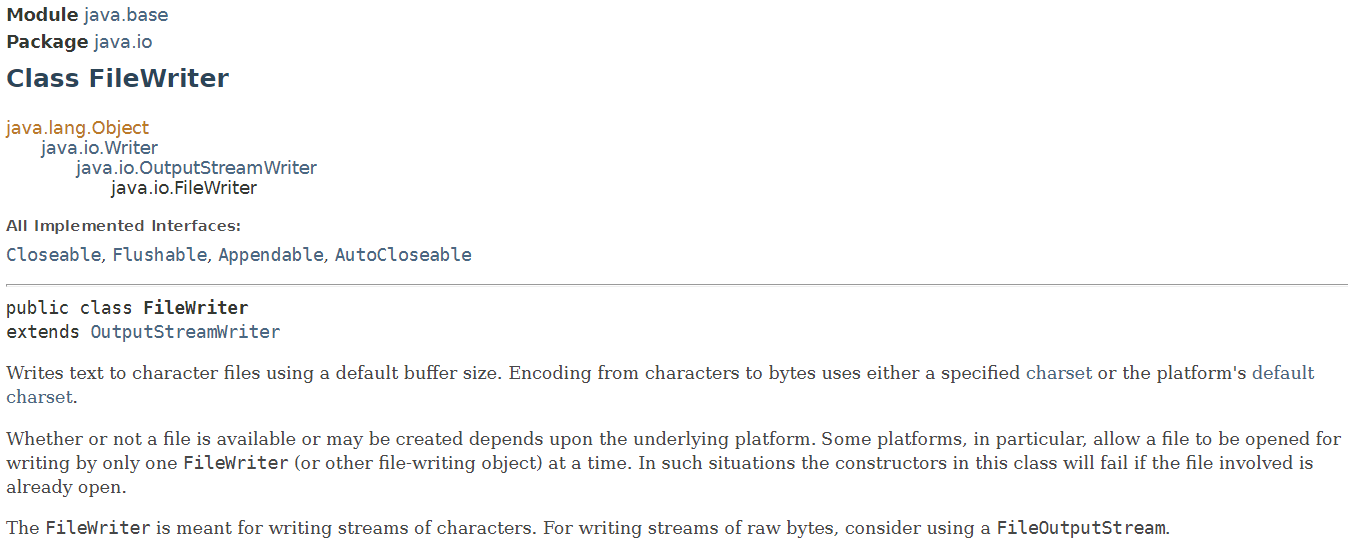 Module java.base
Package java.io
Class FileWriter
java.lang.Object
java.io.Writer
java.io.OutputStreamWriter
java.io.FileWriter
All Implemented Interfaces:
Closeable, Flushable, Appendable, AutoCloseable
public class FileWriter
extends OutputStreamWriter
Writes text to character files using a default buffer size. Encoding from characters to bytes uses either a specified charset or the platform's default
charset.
Whether or not a file is available or may be created depends upon the underlying platform. Some platforms, in particular, allow a file to be opened for
writing by only one FileWriter (or other file-writing object) at a time. In such situations the constructors in this class will fail if the file involved is
already open.
The FileWriter is meant for writing streams of characters. For writing streams of raw bytes, consider using a FileOutputStream.